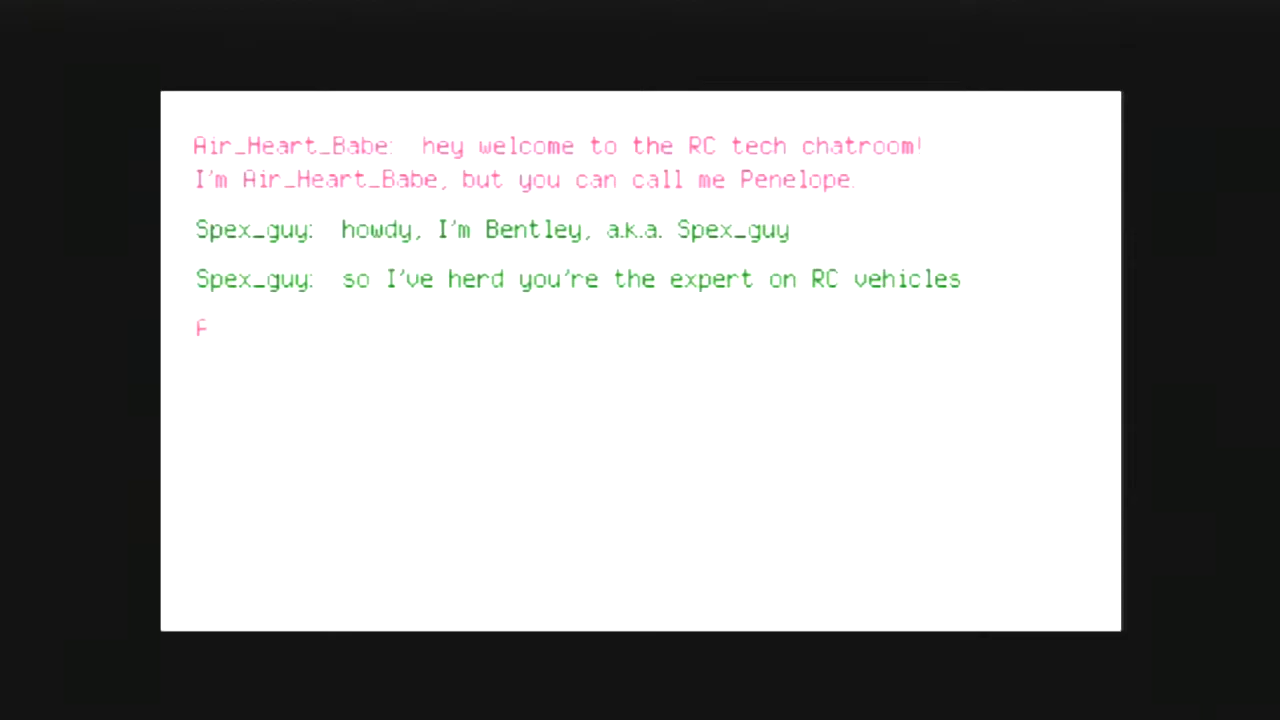 Air_Heart_Babe:  hey welcome to the RC tech chatroom!
I'm Air_Heart_Babe, but you can call me Penelope.
Spex_guy:  howdy, I'm Bentley, a.k.a. Spex_guy
Spex_guy:  so I've herd you're the expert on RC vehicles